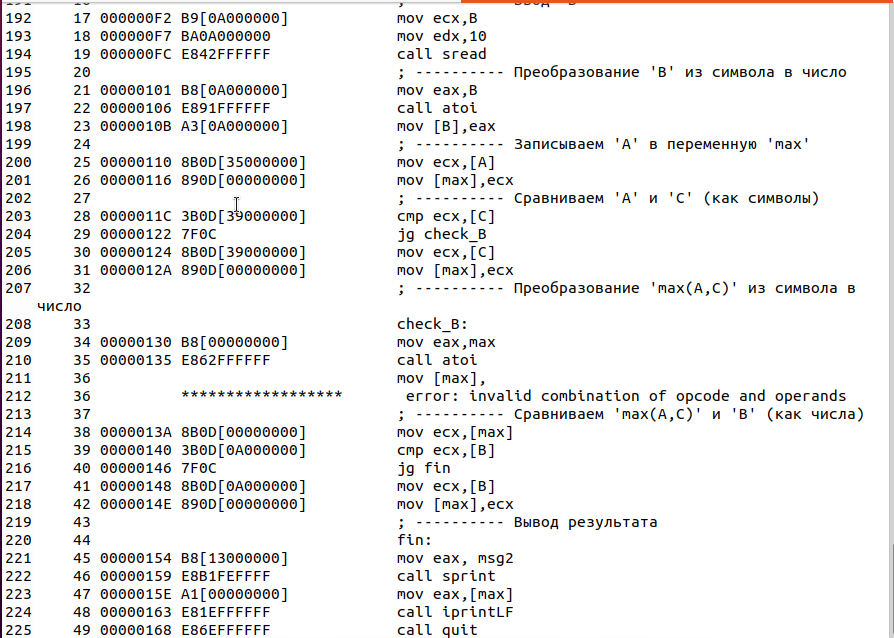 192 17 000000F2 B9[0A000000] mov ecx,B
193 18 000000F7 BA0A000000 mov edx,10
194 19 000000FC E842FFFFFF call sread
195 20 ; ---------- Преобразование 'B' из символа в число
196 21 00000101 B8[0A000000] mov eax,B
197 22 00000106 E891FFFFFF call atoi
198 23 0000010B A3[0A000000] mov [B],eax
199 24 ; ---------- Записываем 'A' в переменную 'max'
200 25 00000110 8B0D[35000000] mov ecx,[A]
201 26 00000116 890D[00000000] mov [max],ecx
202 27 ; ---------- Сравниваем 'A' и 'С' (как символы)
203 28 0000011C 3B0D[39000000] cmp ecx,[C]
204 29 00000122 7F0C jg check_B
205 30 00000124 8B0D[39000000] mov ecx,[C]
206 31 0000012A 890D[00000000] mov [max],ecx
207 32 ; ---------- Преобразование 'max(A,C)' из символа в
число
208 33 check_B:
209 34 00000130 B8[00000000] mov eax,max
210 35 00000135 E862FFFFFF call atoi
211 36 mov [max],
212 36 ****************** error: invalid combination of opcode and operands
213 37 ; ---------- Сравниваем 'max(A,C)' и 'B' (как числа)
214 38 0000013A 8B0D[00000000] mov ecx,[max]
215 39 00000140 3B0D[0A000000] cmp ecx,[B]
216 40 00000146 7F0C jg fin
217 41 00000148 8B0D[0A000000] mov ecx,[B]
218 42 0000014E 890D[00000000] mov [max],ecx
219 43 ; ---------- Вывод результата
220 44 fin:
221 45 00000154 B8[13000000] mov eax, msg2
222 46 00000159 E8B1FEFFFF call sprint
223 47 0000015E A1[00000000] mov eax,[max]
224 48 00000163 E81EFFFFFF call iprintLF
225 49 00000168 E86EFFFFFF call quit